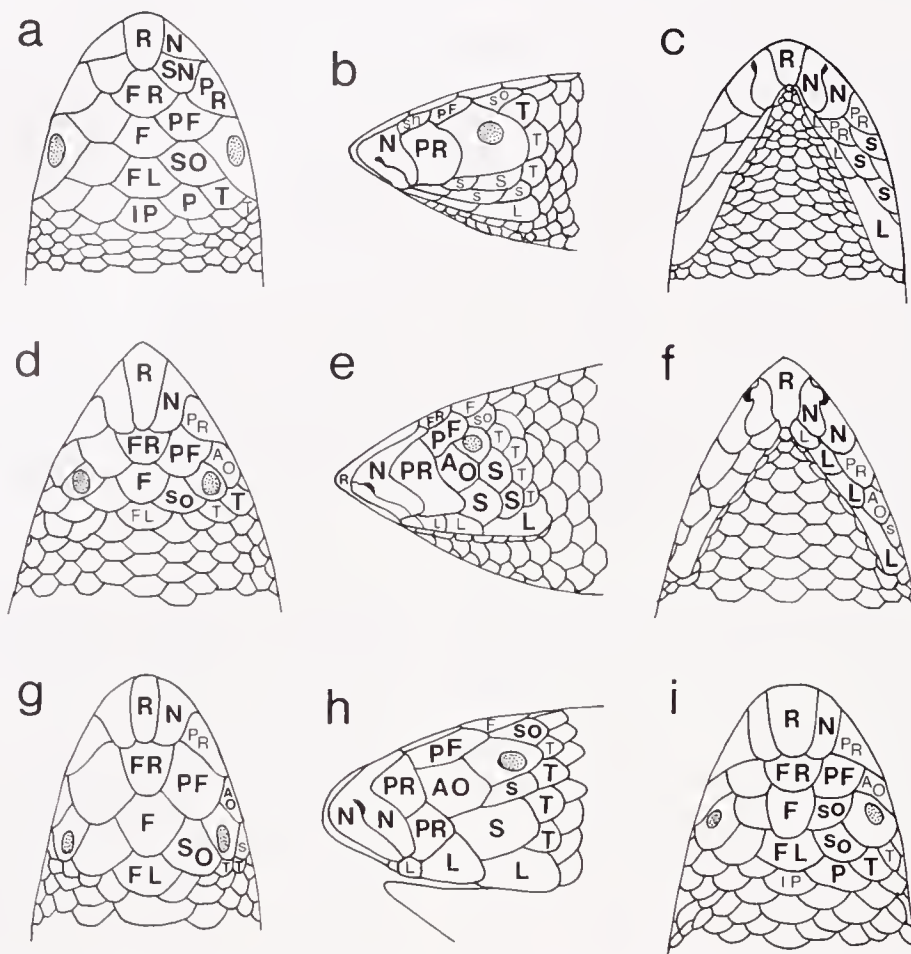 a
R N
SN
FR PR
F PF
SO
FL
IP P T T
b
sn PF SO T
N PR T
S S S S T
L
c
R N N
L PR PR
L S
S
S
L
d
R
N PR
FR PF AO
F SO
FL T T
e
FR F
PF SO T
R N PR AO S T
S S T
L L L
f
R
N N
L
L PR
L AO
S
L
g
R N PR
FR
PF AO
F
SO S
FL T T
h
PF F SO
PR AO T
S T
N N PR S T
T
L L L
i
R N PR
FR PF AO
F SO
SO
FL T T
IP P